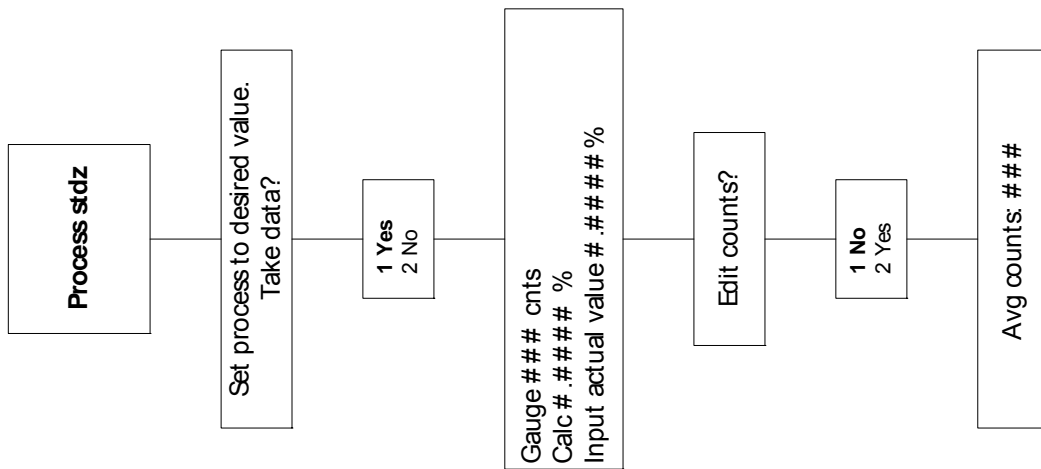 Process stdz
Set process to desired value.
Take data?
1 Yes
2 No
Gauge ### cnts
Calc #.#### %
Input actual value #.#####%
Edit counts?
1 No
2 Yes
Avg counts: ###